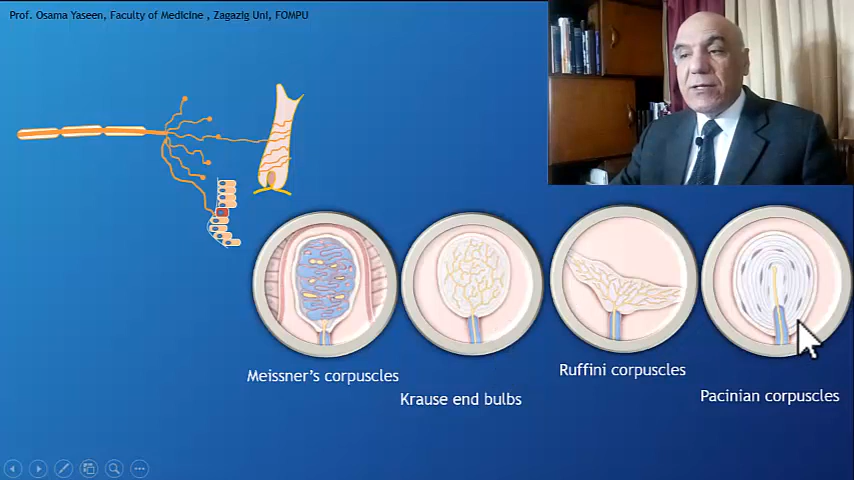 Prof. Osama Yaseen, Faculty of Medicine , Zagazig Uni, FOMPU
Meissner's corpuscles
Krause end bulbs
Ruffini corpuscles
Pacinian corpuscles